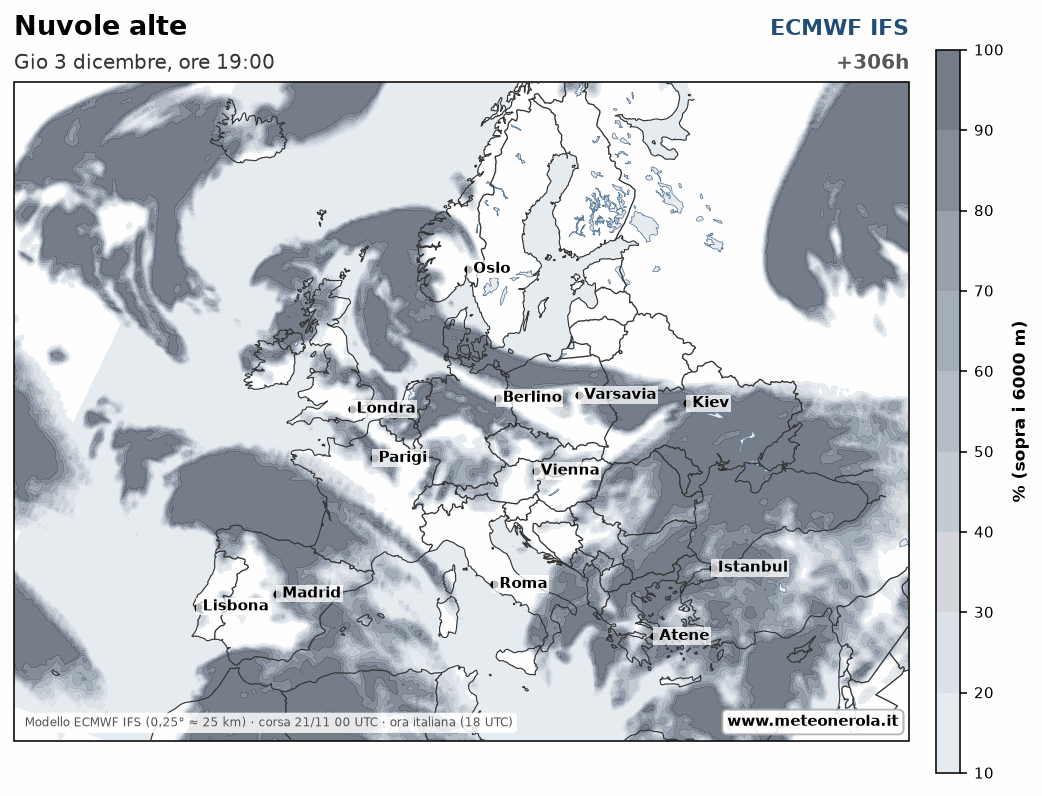 Nuvole alte
ECMWF IFS
Gio 3 dicembre, ore 19:00
+306h
100
90
80
70
60
50
40
30
20
10
% (sopra i 6000 m)
Oslo
Londra
Berlino
Varsavia
Kiev
Parigi
Vienna
Istanbul
Roma
Madrid
Lisbona
Atene
Modello ECMWF IFS (0,25° ≈ 25 km) · corsa 21/11 00 UTC · ora italiana (18 UTC)
www.meteonerola.it